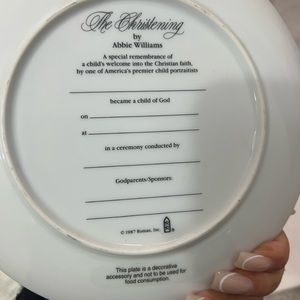 The Christening
by
Abbie Williams
A special remembrance of
a child's welcome into the Christian faith,
by one of America's premier child portraitists
became a child of God
on
at
in a ceremony conducted by
Godparents/Sponsors:
© 1987 Roman, Inc.
®
This plate is a decorative
accessory and not to be used for
food consumption.